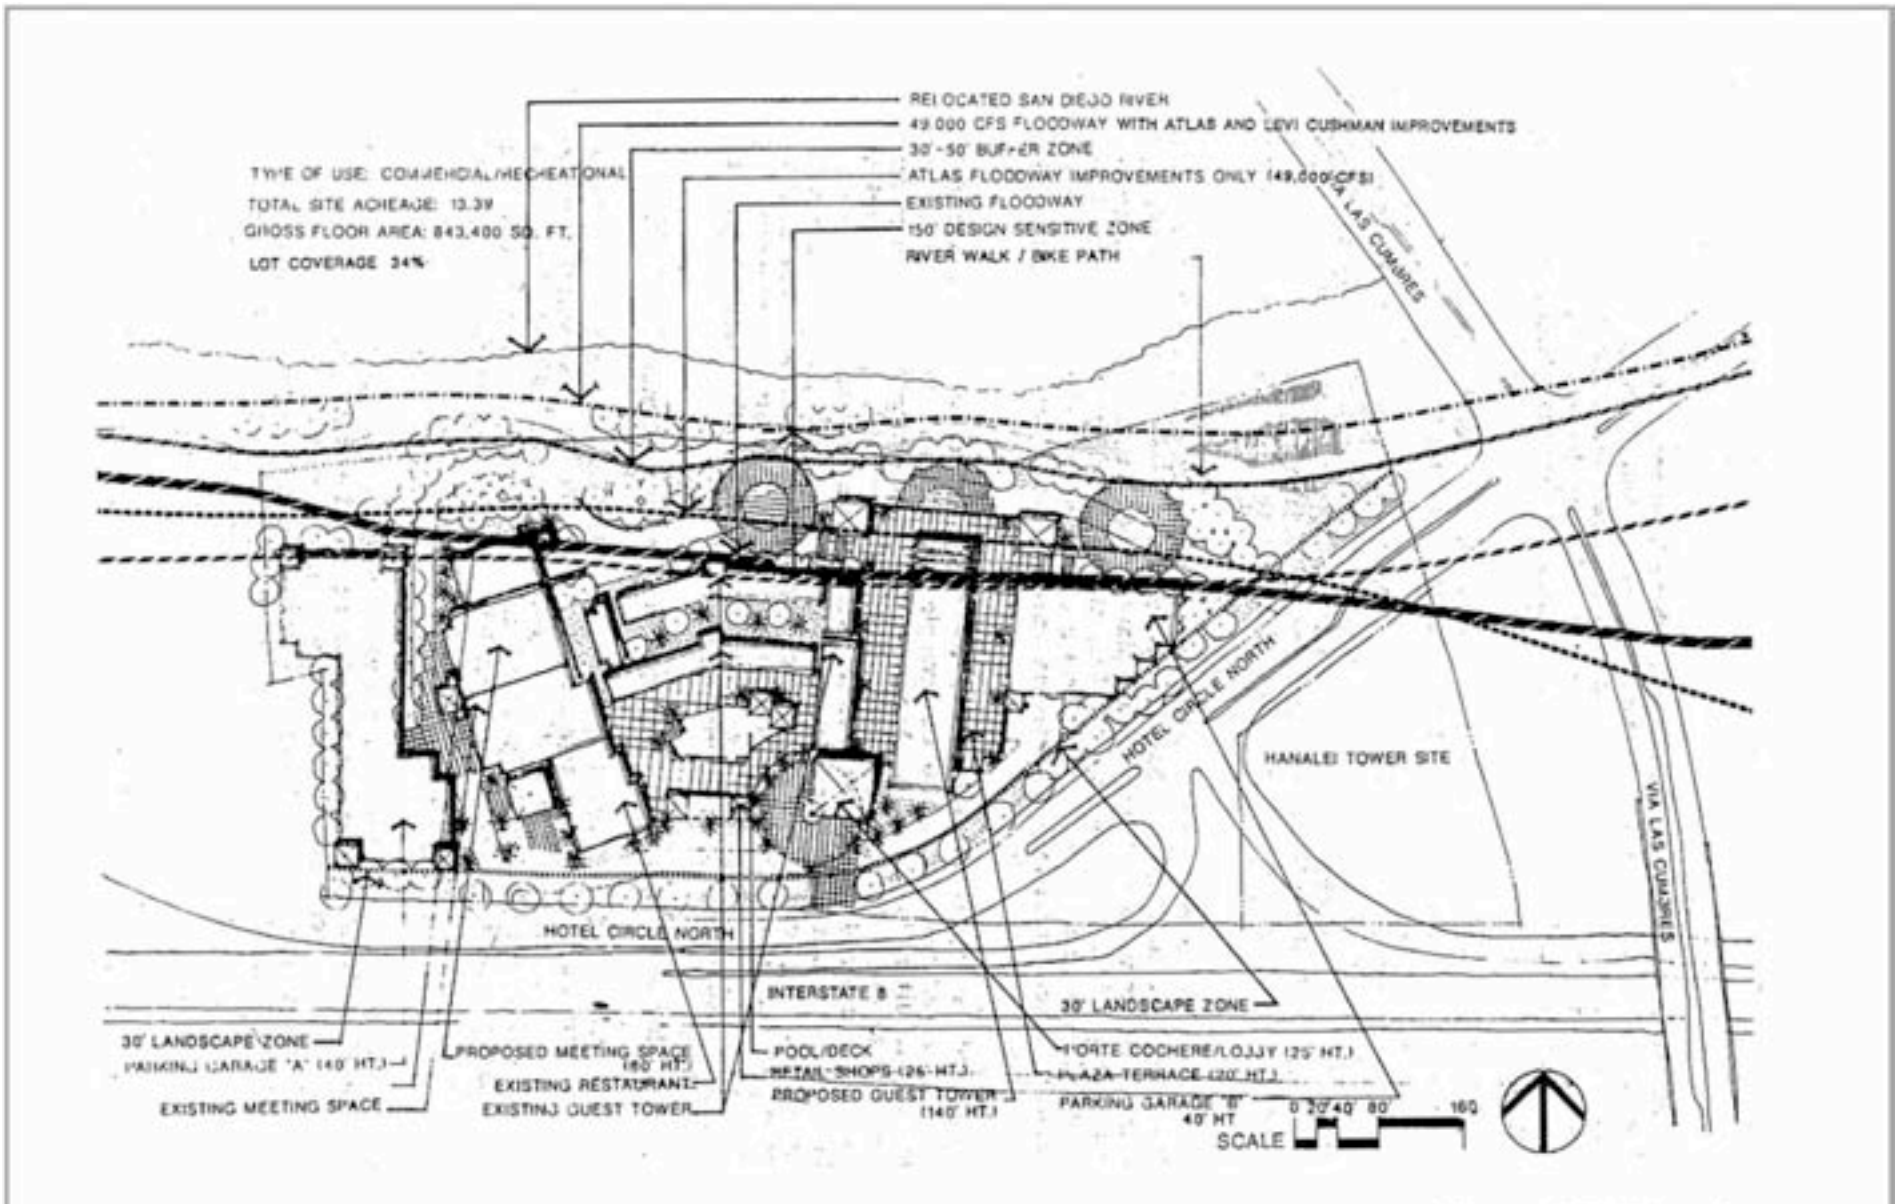 RELOCATED SAN DIEGO RIVER
49,000 CFS FLOODWAY WITH ATLAS AND LEVI CUSHMAN IMPROVEMENTS
30'-50' BUFFER ZONE
ATLAS FLOODWAY IMPROVEMENTS ONLY (49,000 CFS)
EXISTING FLOODWAY
150' DESIGN SENSITIVE ZONE
RIVER WALK / BIKE PATH
TYPE OF USE: COMMERCIAL/RECREATIONAL
TOTAL SITE ACREAGE: 13.39
GROSS FLOOR AREA: 843,400 SQ. FT.
LOT COVERAGE 34%
VIA LAS CUMBRES
HOTEL CIRCLE NORTH
HANALEI TOWER SITE
VIA LAS CUMBRES
HOTEL CIRCLE NORTH
INTERSTATE 8
30' LANDSCAPE ZONE
30' LANDSCAPE ZONE
PARKING GARAGE "A" (40' HT.)
EXISTING MEETING SPACE
PROPOSED MEETING SPACE
(60' HT.)
EXISTING RESTAURANT
EXISTING GUEST TOWER
POOL/DECK
RETAIL SHOPS (26' HT.)
PROPOSED GUEST TOWER
(140' HT.)
PORTE COCHERE/LOBBY (25' HT.)
PLAZA TERRACE (20' HT.)
PARKING GARAGE "B"
40' HT
0 20' 40' 80' 160
SCALE